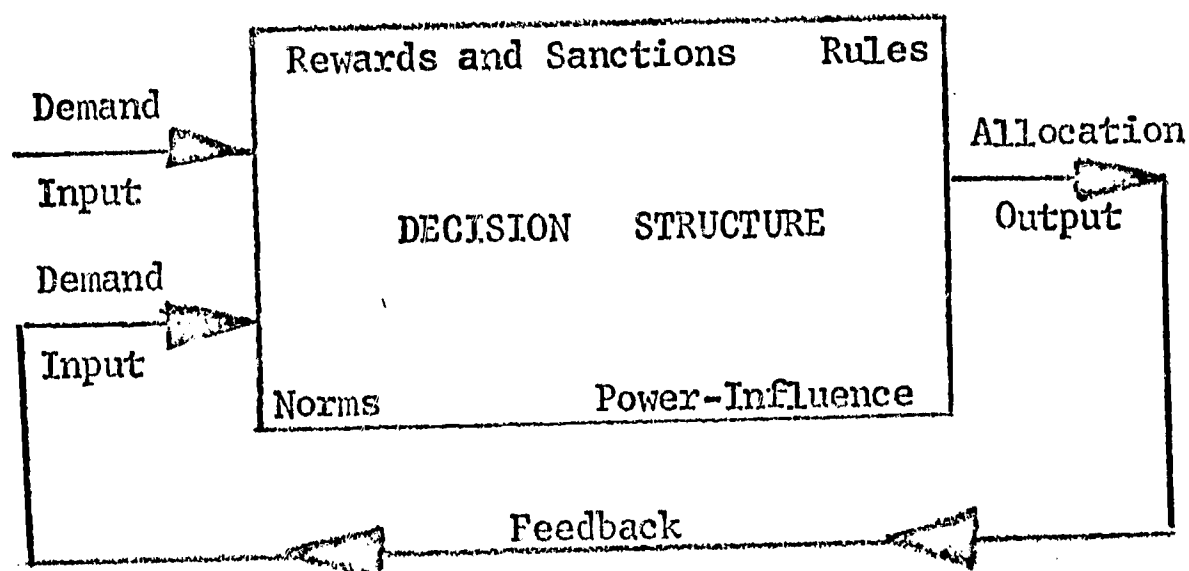 Rewards and Sanctions Rules
Demand
Input
Allocation
Output
DECISION STRUCTURE
Demand
Input
Norms
Power-Influence
Feedback